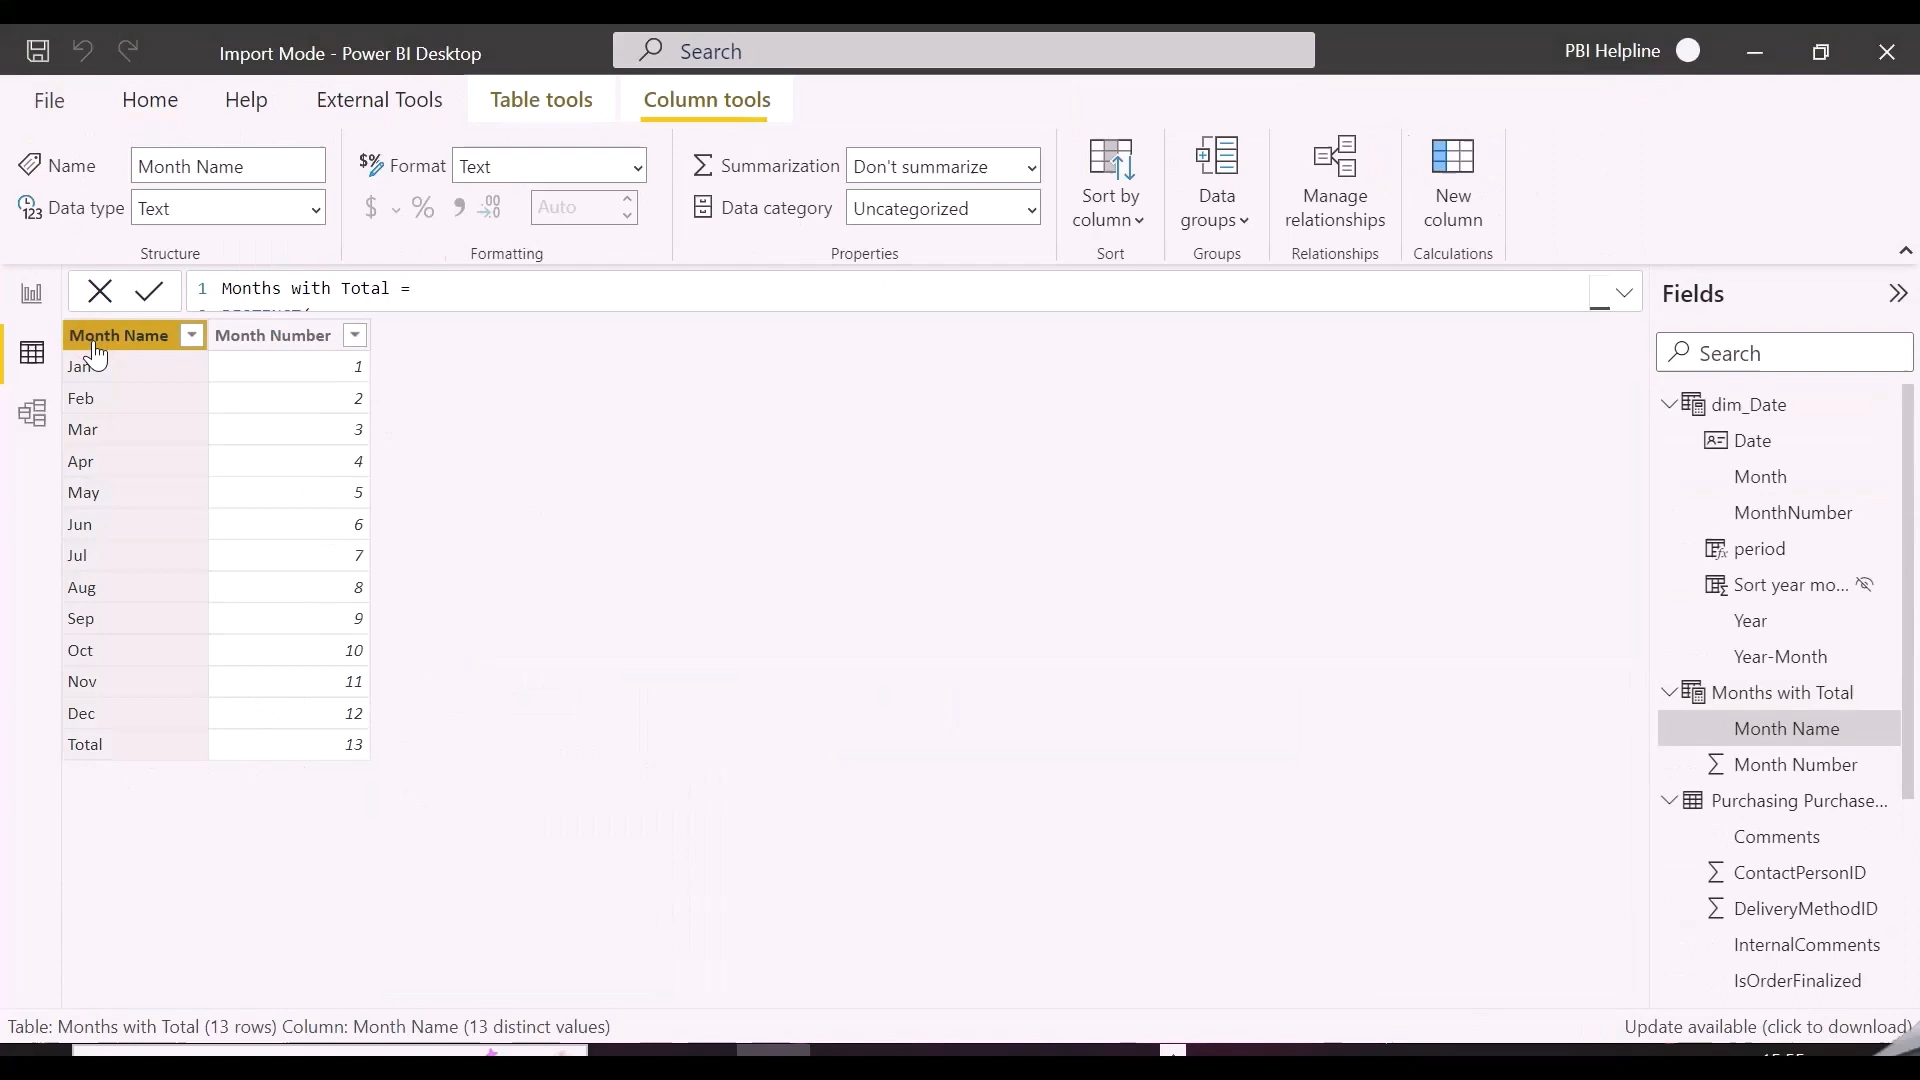 Import Mode - Power BI Desktop
Search
PBI Helpline
File
Home
Help
External Tools
Table tools
Column tools
Name
Month Name
Data type
Text
Structure
Format
Text
$
%
Auto
Formatting
Summarization
Don't summarize
Data category
Uncategorized
Properties
Sort by
column
Sort
Data
groups
Groups
Manage
relationships
Relationships
New
column
Calculations
1 Months with Total =
Month Name
Month Number
Jan 1
Feb 2
Mar 3
Apr 4
May 5
Jun 6
Jul 7
Aug 8
Sep 9
Oct 10
Nov 11
Dec 12
Total 13
Fields
Search
dim_Date
Date
Month
MonthNumber
period
Sort year mo...
Year
Year-Month
Months with Total
Month Name
Month Number
Purchasing Purchase...
Comments
ContactPersonID
DeliveryMethodID
InternalComments
IsOrderFinalized
Table: Months with Total (13 rows) Column: Month Name (13 distinct values)
Update available (click to download)